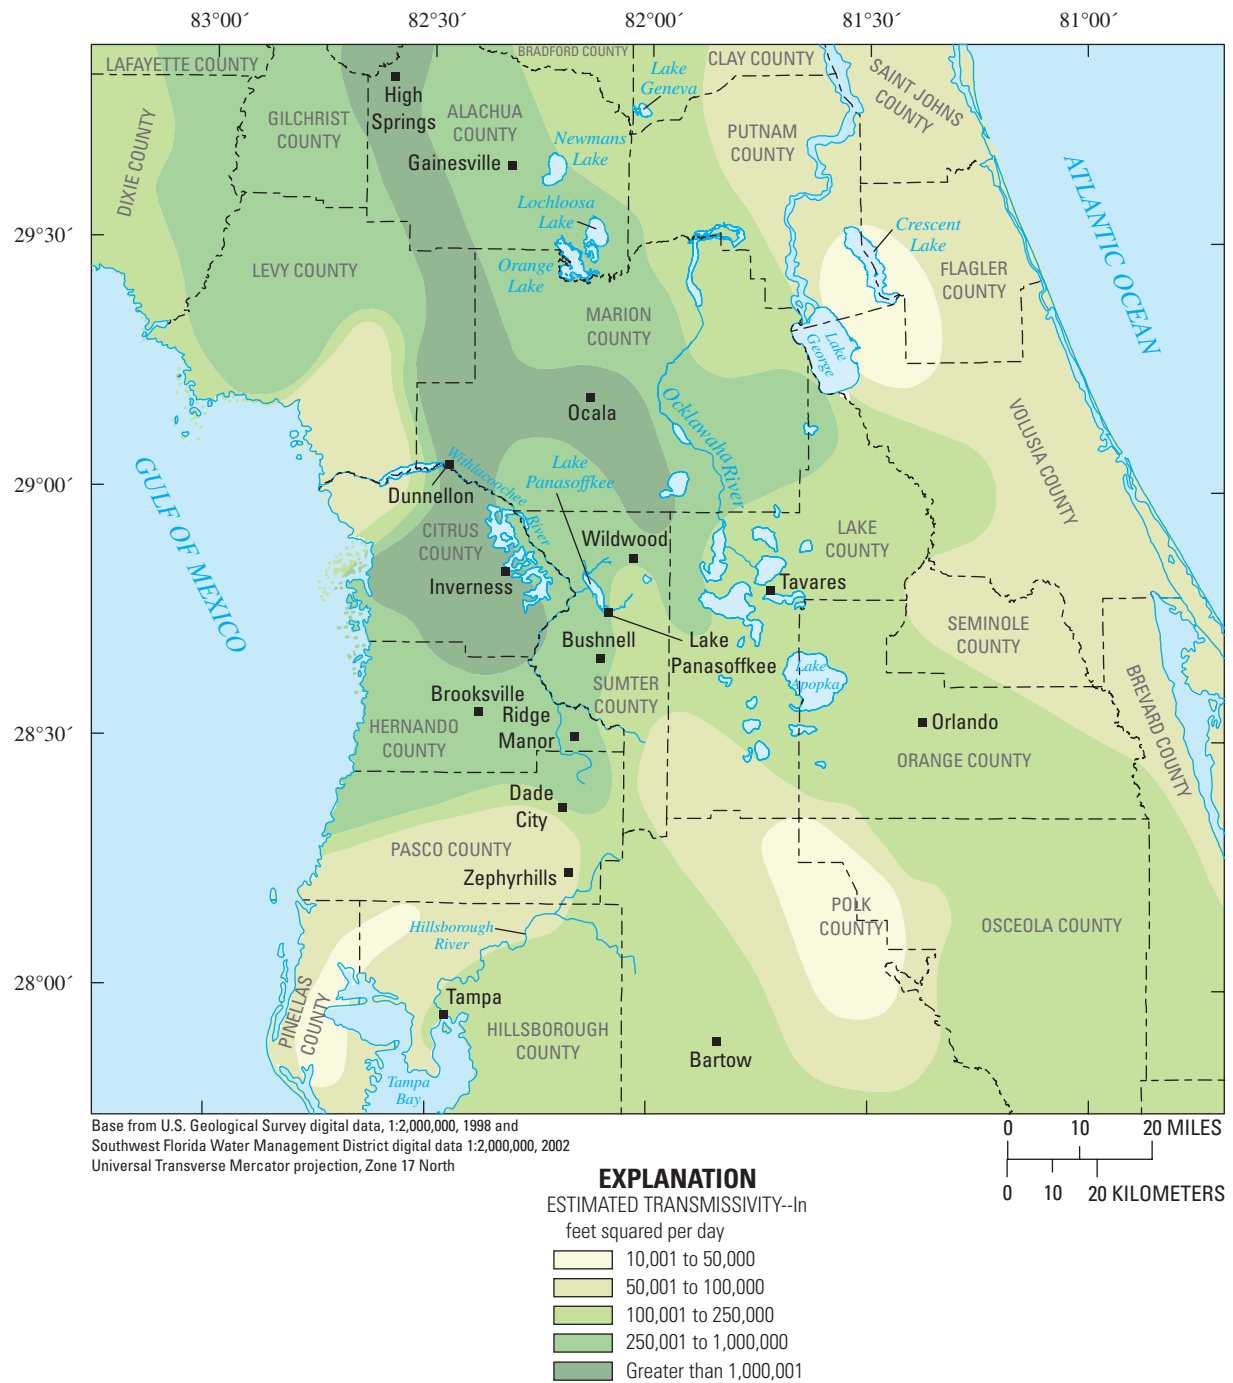 83°00´
82°30´
82°00´
81°30´
81°00´
29°30´
29°00´
28°30´
28°00´
LAFAYETTE COUNTY
BRADFORD COUNTY
CLAY COUNTY
SAINT JOHNS
COUNTY
DIXIE COUNTY
GILCHRIST
COUNTY
High
Springs
ALACHUA
COUNTY
Gainesville
Lake
Geneva
PUTNAM
COUNTY
Newmans
Lake
Lochloosa
Lake
Orange
Lake
ATLANTIC OCEAN
Crescent
Lake
FLAGLER
COUNTY
LEVY COUNTY
MARION
COUNTY
Lake
George
Ocala
Ocklawaha
River
VOLUSIA COUNTY
GULF OF MEXICO
Withlacoochee
River
Lake
Panasoffkee
Dunnellon
CITRUS
COUNTY
Inverness
Wildwood
LAKE
COUNTY
Tavares
SEMINOLE
COUNTY
Bushnell
Lake
Panasoffkee
Lake
Apopka
BREVARD COUNTY
SUMTER
COUNTY
Brooksville
Ridge
Manor
HERNANDO
COUNTY
Orlando
ORANGE COUNTY
Dade
City
PASCO COUNTY
Zephyrhills
POLK
COUNTY
OSCEOLA COUNTY
Hillsborough
River
PINELLAS
COUNTY
Tampa
HILLSBOROUGH
COUNTY
Bartow
Tampa
Bay
Base from U.S. Geological Survey digital data, 1:2,000,000, 1998 and
Southwest Florida Water Management District digital data 1:2,000,000, 2002
Universal Transverse Mercator projection, Zone 17 North
0 10 20 MILES
0 10 20 KILOMETERS
EXPLANATION
ESTIMATED TRANSMISSIVITY--In
feet squared per day
10,001 to 50,000
50,001 to 100,000
100,001 to 250,000
250,001 to 1,000,000
Greater than 1,000,001